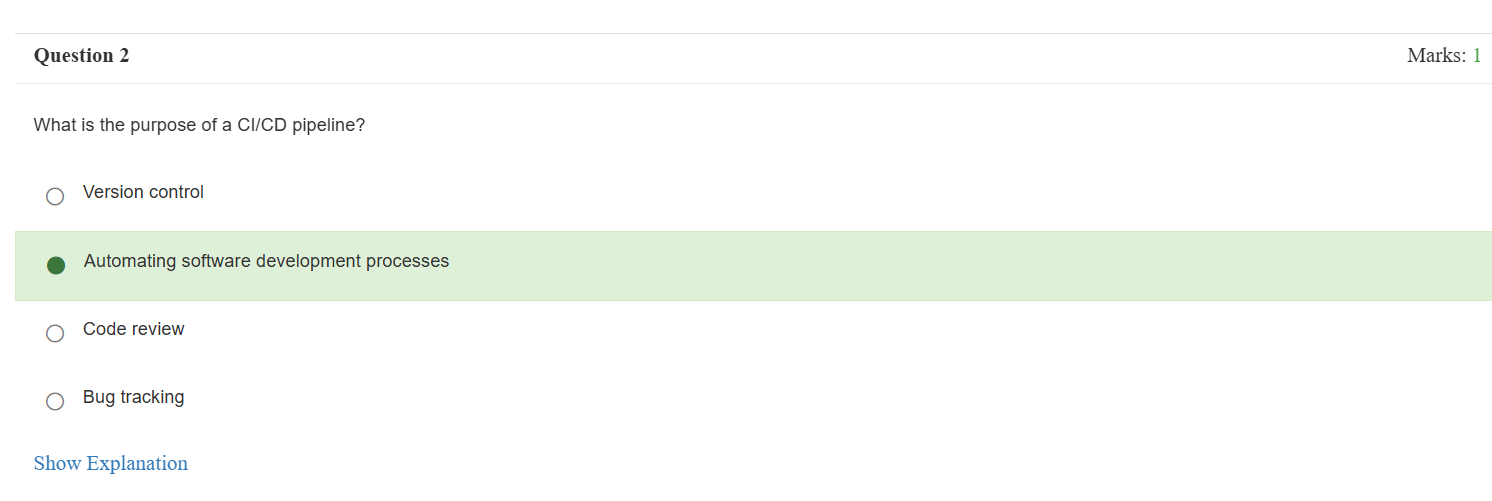 Question 2
Marks: 1
What is the purpose of a CI/CD pipeline?
Version control
Automating software development processes
Code review
Bug tracking
Show Explanation